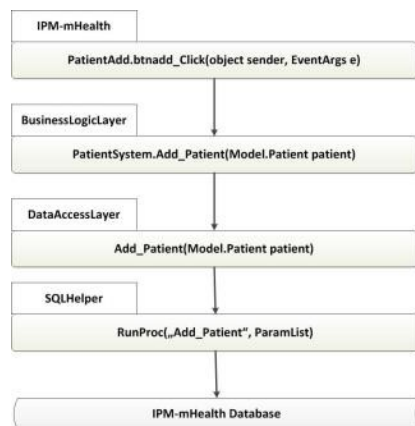 IPM-mHealth
PatientAdd.btnadd_Click(object sender, EventArgs e)
BusinessLogicLayer
PatientSystem.Add_Patient(Model.Patient patient)
DataAccessLayer
Add_Patient(Model.Patient patient)
SQLHelper
RunProc(„Add_Patient“, ParamList)
IPM-mHealth Database